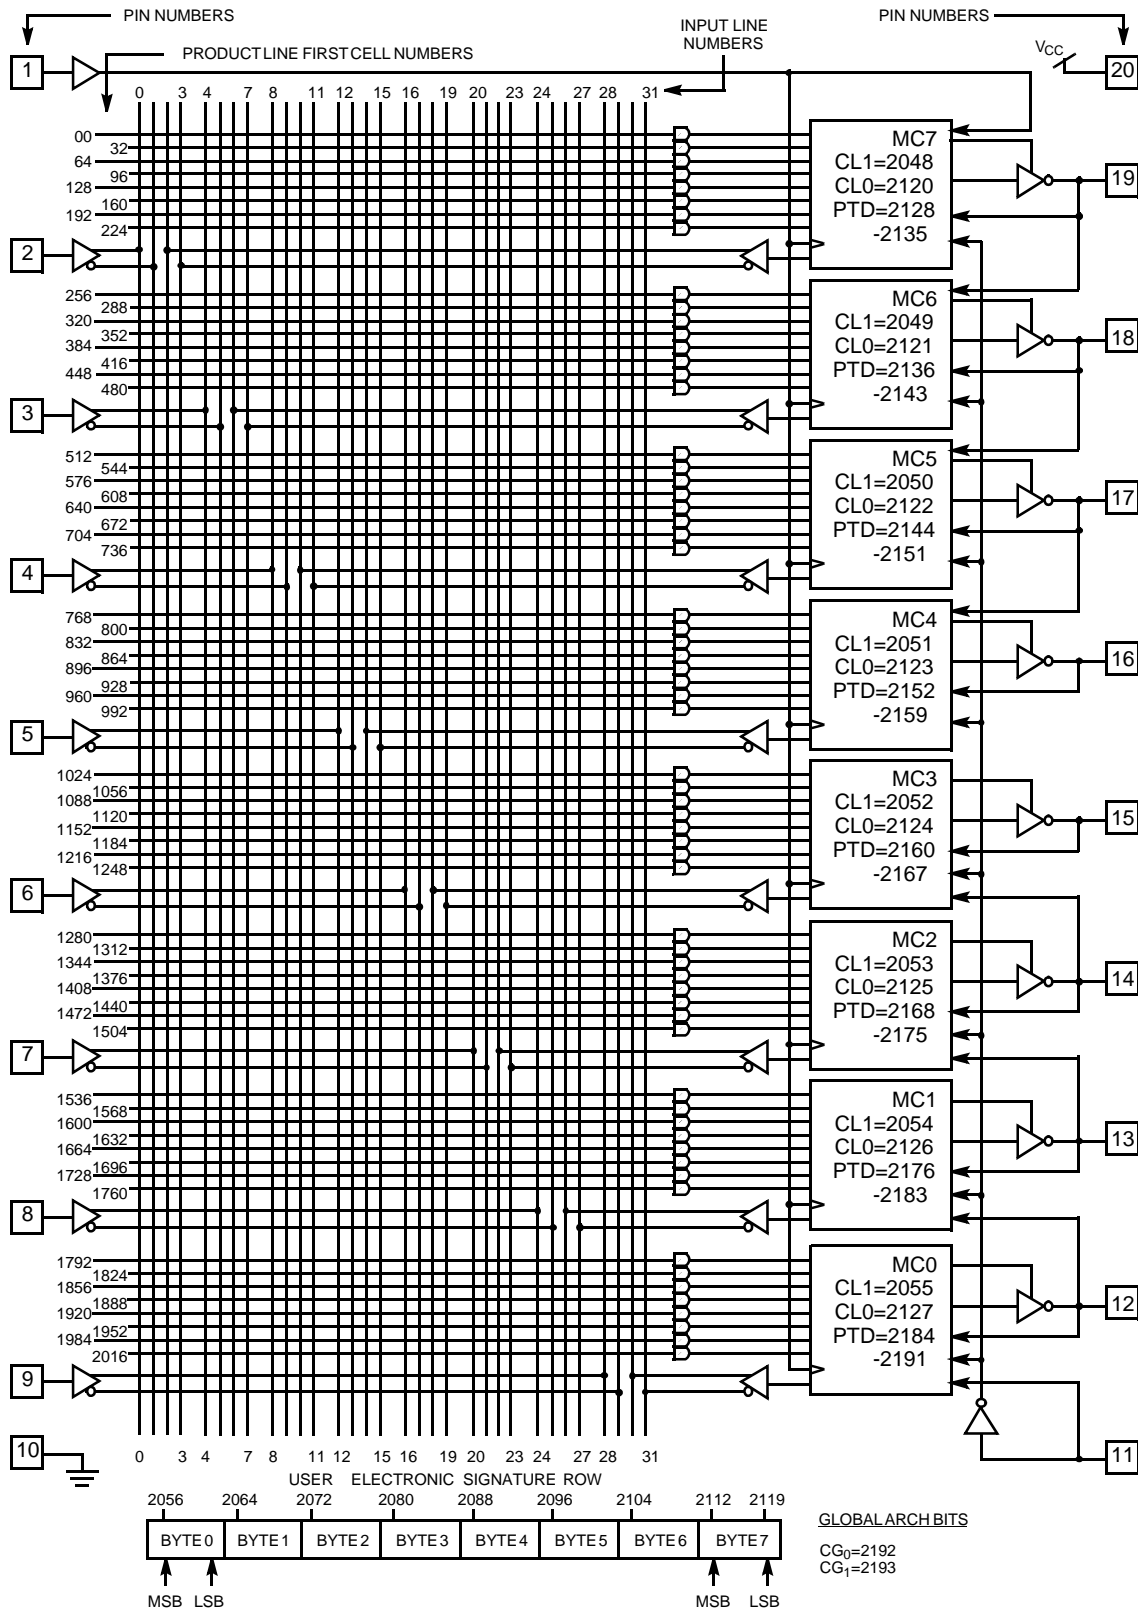 PIN NUMBERS
PRODUCT LINE FIRST CELL NUMBERS
INPUT LINE
NUMBERS
PIN NUMBERS
VCC
1
20
0 3 4 7 8 11 12 15 16 19 20 23 24 27 28 31
00
32
64
96
128
160
192
224
MC7
CL1=2048
CL0=2120
PTD=2128
-2135
19
2
256
288
320
352
384
416
448
480
MC6
CL1=2049
CL0=2121
PTD=2136
-2143
18
3
512
544
576
608
640
672
704
736
MC5
CL1=2050
CL0=2122
PTD=2144
-2151
17
4
768
800
832
864
896
928
960
992
MC4
CL1=2051
CL0=2123
PTD=2152
-2159
16
5
1024
1056
1088
1120
1152
1184
1216
1248
MC3
CL1=2052
CL0=2124
PTD=2160
-2167
15
6
1280
1312
1344
1376
1408
1440
1472
1504
MC2
CL1=2053
CL0=2125
PTD=2168
-2175
14
7
1536
1568
1600
1632
1664
1696
1728
1760
MC1
CL1=2054
CL0=2126
PTD=2176
-2183
13
8
1792
1824
1856
1888
1920
1952
1984
2016
MC0
CL1=2055
CL0=2127
PTD=2184
-2191
12
9
10
11
0 3 4 7 8 11 12 15 16 19 20 23 24 27 28 31
USER ELECTRONIC SIGNATURE ROW
2056 2064 2072 2080 2088 2096 2104 2112 2119
BYTE 0 BYTE 1 BYTE 2 BYTE 3 BYTE 4 BYTE 5 BYTE 6 BYTE 7
MSB LSB MSB LSB
GLOBAL ARCH BITS
CG0=2192
CG1=2193